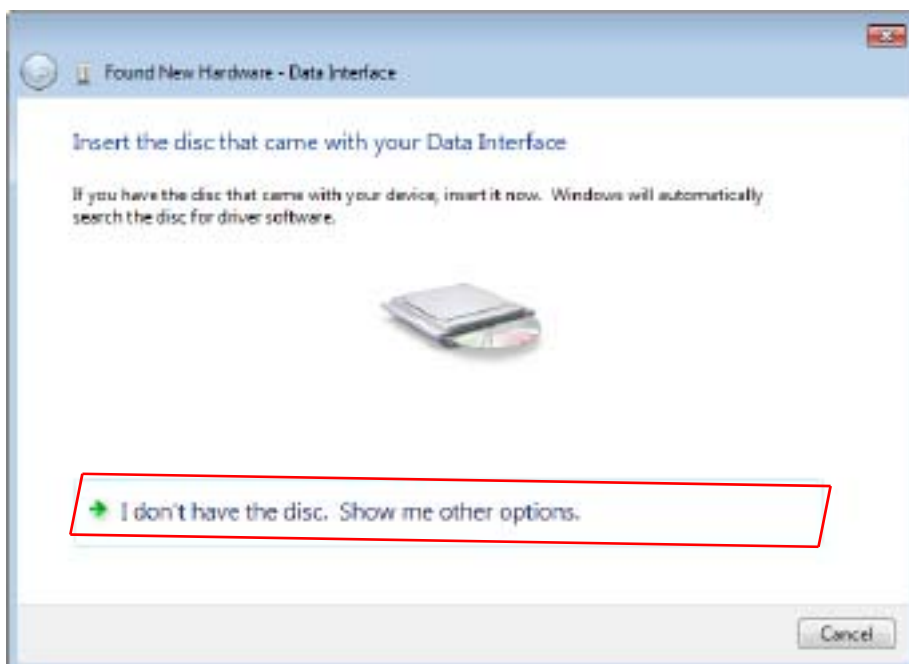 Found New Hardware - Data Interface
Insert the disc that came with your Data Interface
If you have the disc that came with your device, insert it now.  Windows will automatically
search the disc for driver software.
I don't have the disc.  Show me other options.
Cancel